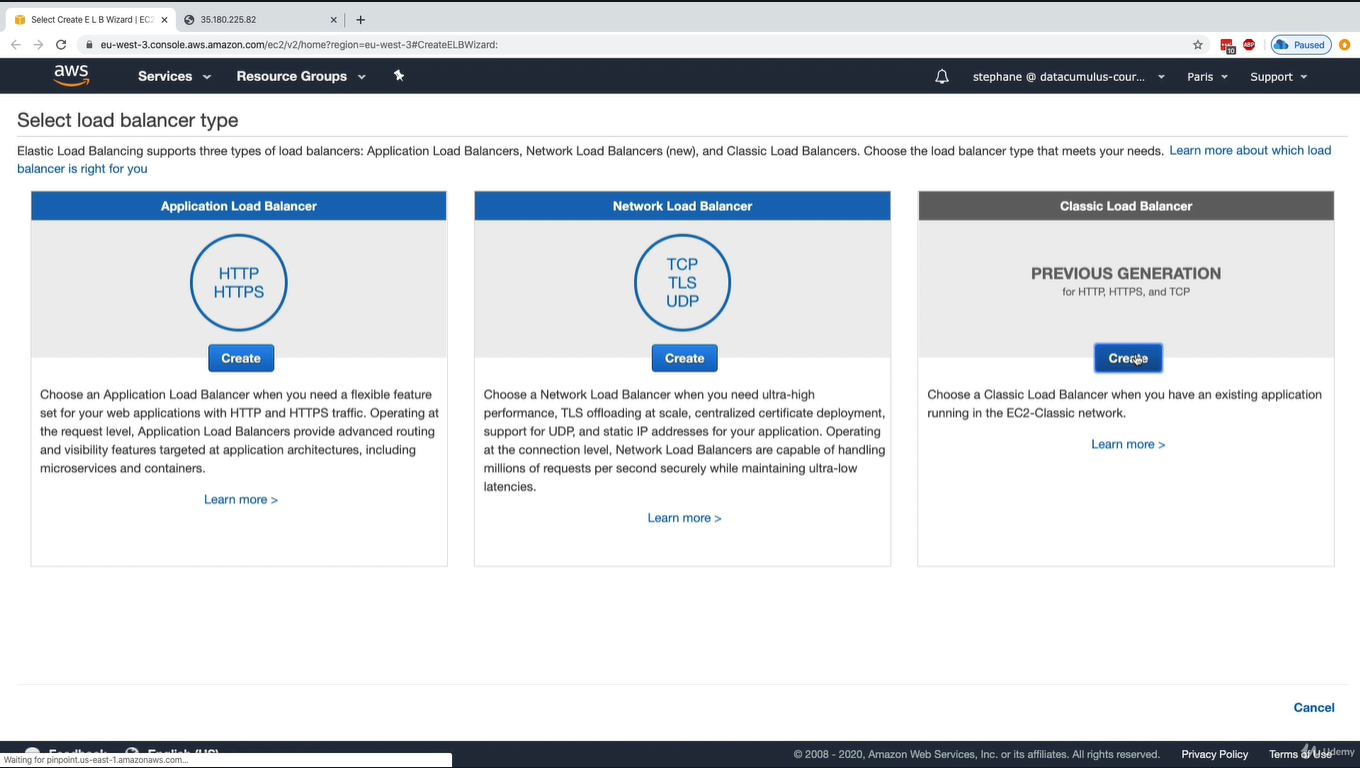 Select Create E L B Wizard | EC2
35.180.225.82
eu-west-3.console.aws.amazon.com/ec2/v2/home?region=eu-west-3#CreateELBWizard:
10
ABP
Paused
aws
Services
Resource Groups
stephane @ datacumulus-cour...
Paris
Support
Select load balancer type
Elastic Load Balancing supports three types of load balancers: Application Load Balancers, Network Load Balancers (new), and Classic Load Balancers. Choose the load balancer type that meets your needs. Learn more about which load
balancer is right for you
Application Load Balancer
HTTP
HTTPS
Create
Choose an Application Load Balancer when you need a flexible feature
set for your web applications with HTTP and HTTPS traffic. Operating at
the request level, Application Load Balancers provide advanced routing
and visibility features targeted at application architectures, including
microservices and containers.
Learn more >
Network Load Balancer
TCP
TLS
UDP
Create
Choose a Network Load Balancer when you need ultra-high
performance, TLS offloading at scale, centralized certificate deployment,
support for UDP, and static IP addresses for your application. Operating
at the connection level, Network Load Balancers are capable of handling
millions of requests per second securely while maintaining ultra-low
latencies.
Learn more >
Classic Load Balancer
PREVIOUS GENERATION
for HTTP, HTTPS, and TCP
Create
Choose a Classic Load Balancer when you have an existing application
running in the EC2-Classic network.
Learn more >
Cancel
Feedback
English (US)
© 2008 - 2020, Amazon Web Services, Inc. or its affiliates. All rights reserved.
Privacy Policy
Terms of Use
Udemy
Waiting for pinpoint.us-east-1.amazonaws.com...